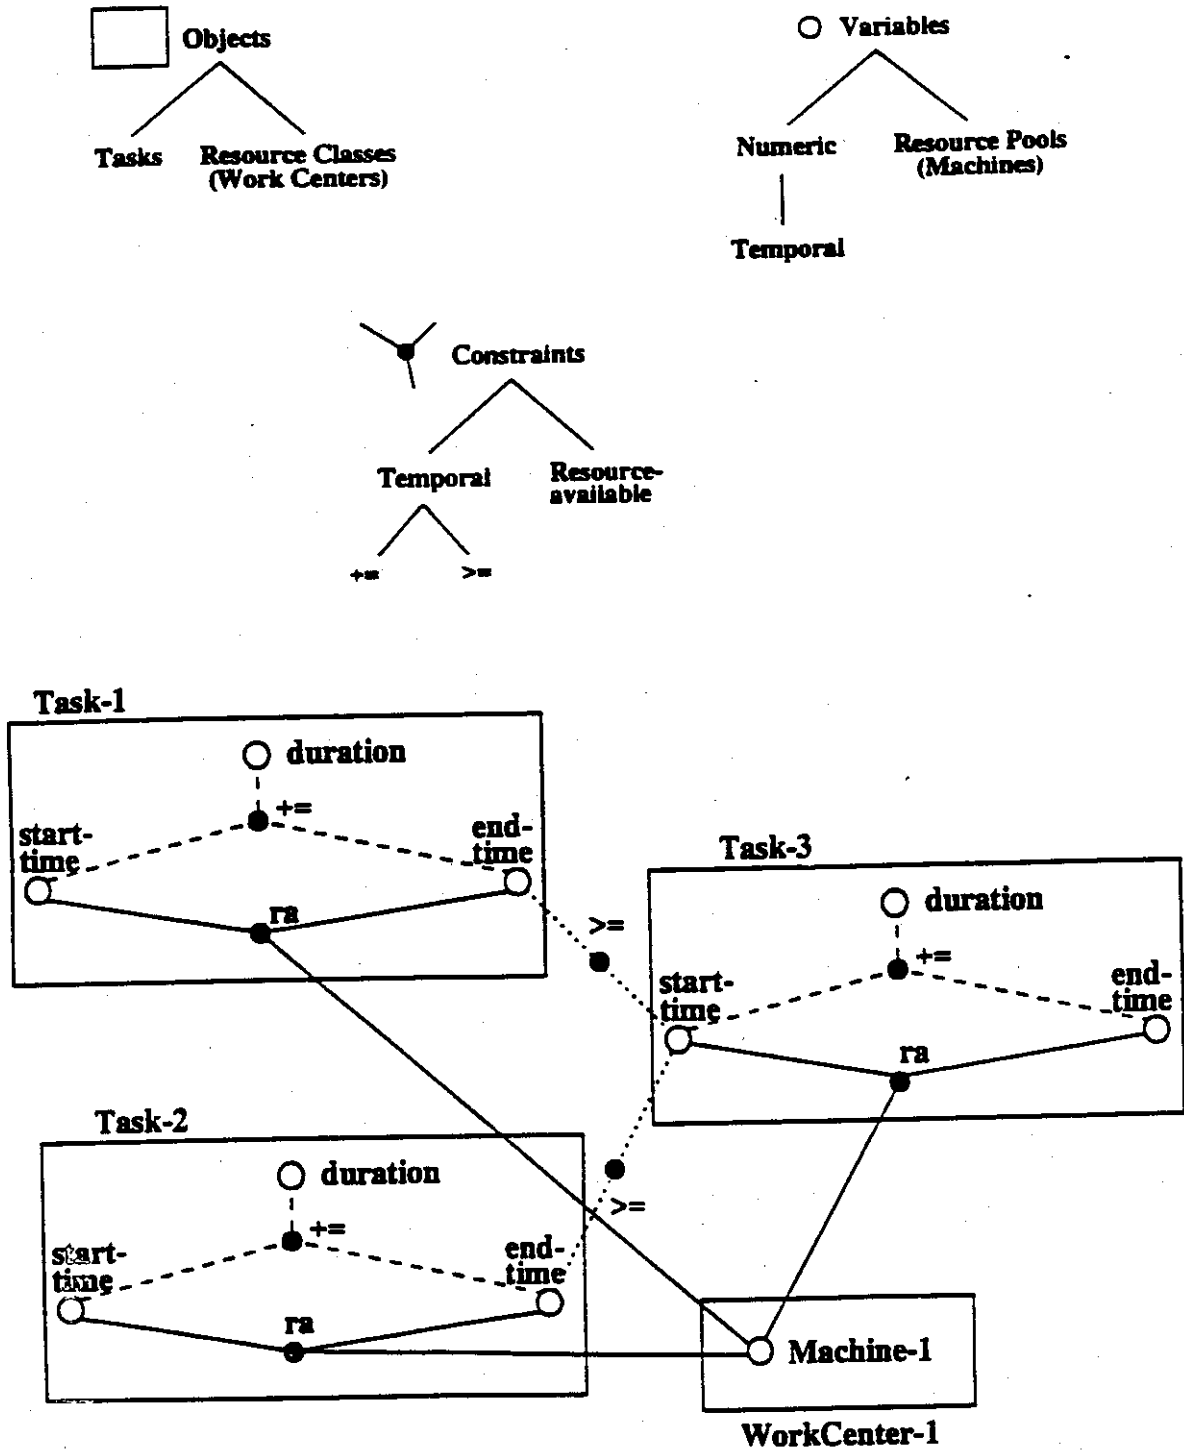 Objects
Tasks
Resource Classes
(Work Centers)
Variables
Numeric
Resource Pools
(Machines)
Temporal
Constraints
Temporal
Resource-
available
+=
>=
Task-1
duration
+=
start-
time
end-
time
ra
>=
Task-3
duration
+=
start-
time
end-
time
ra
Task-2
duration
+=
start-
time
end-
time
ra
>=
Machine-1
WorkCenter-1